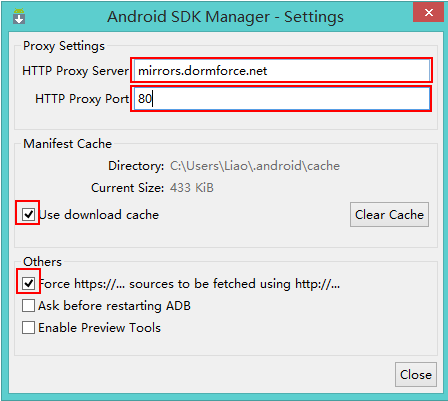 Android SDK Manager - Settings
Proxy Settings
HTTP Proxy Server mirrors.dormforce.net
HTTP Proxy Port 80
Manifest Cache
Directory: C:\Users\Liao\.android\cache
Current Size: 433 KiB
Use download cache Clear Cache
Others
Force https://... sources to be fetched using http://...
Ask before restarting ADB
Enable Preview Tools
Close